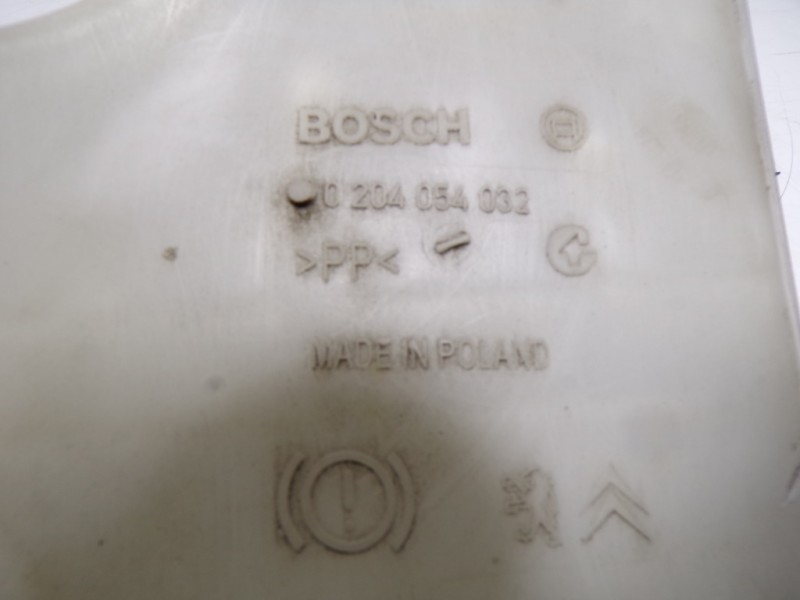 BOSCH
0 204 054 032
>PP<
MADE IN POLAND